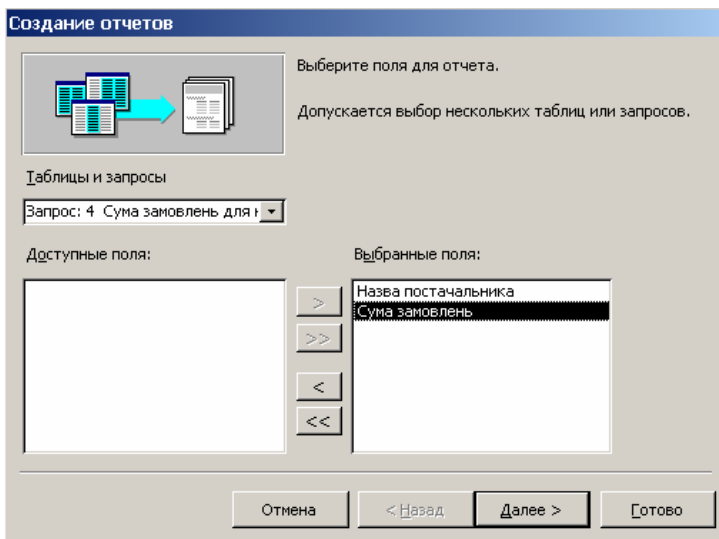 Создание отчетов
Выберите поля для отчета.
Допускается выбор нескольких таблиц или запросов.
Таблицы и запросы
Запрос: 4 Сума замовлень для
Доступные поля:
Выбранные поля:
Назва постачальника
Сума замовлень
>
>>
<
<<
Отмена
< Назад
Далее >
Готово